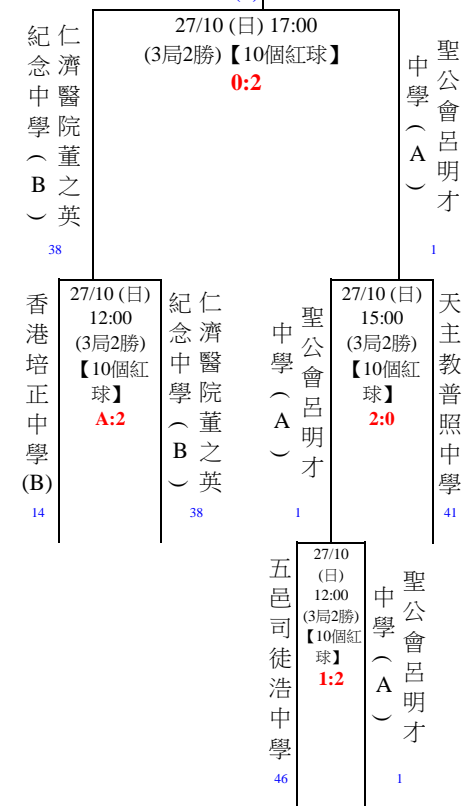 仁濟醫院董之英
紀念中學（B）
38
27/10 (日) 17:00
(3局2勝)【10個紅球】
0:2
聖公會呂明才
中學（A）
1
香港培正中學(B)
14
27/10 (日)
12:00
(3局2勝)
【10個紅
球】
A:2
仁濟醫院董之英
紀念中學（B）
38
聖公會呂明才
中學（A）
1
27/10 (日)
15:00
(3局2勝)
【10個紅
球】
2:0
天主教普照中學
41
五邑司徒浩中學
46
27/10
(日)
12:00
(3局2勝)
【10個紅
球】
1:2
聖公會呂明才
中學（A）
1